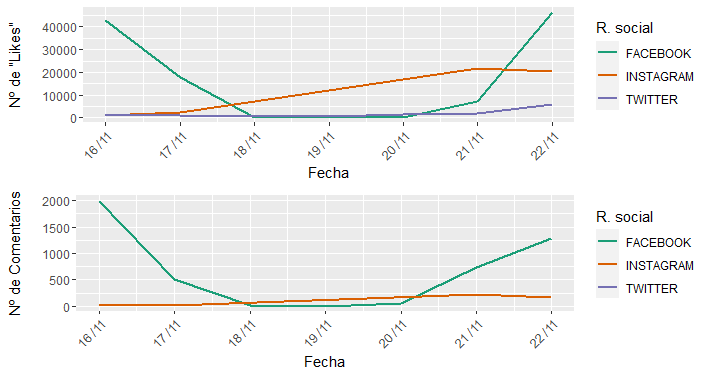 Nº de "Likes"
40000
30000
20000
10000
0
16/11
17/11
18/11
19/11
20/11
21/11
22/11
Fecha
R. social
FACEBOOK
INSTAGRAM
TWITTER
Nº de Comentarios
2000
1500
1000
500
0
16/11
17/11
18/11
19/11
20/11
21/11
22/11
Fecha
R. social
FACEBOOK
INSTAGRAM
TWITTER